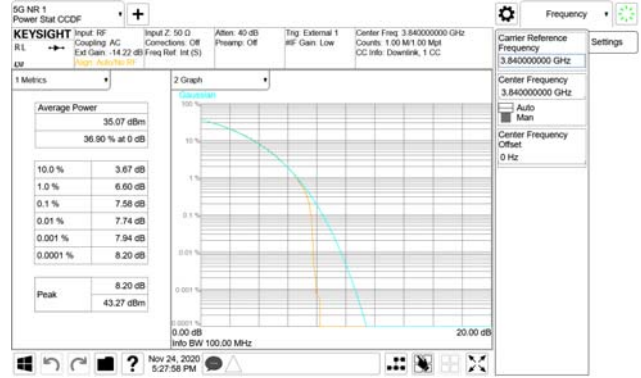 5G NR 1
Power Stat CCDF
Frequency
KEYSIGHT
RL
Input: RF
Coupling: AC
Ext Gain: -14.22 dB
Align: Auto/No RF
Input Z: 50 Ω
Corrections: Off
Freq Ref: Int (S)
Atten: 40 dB
Preamp: Off
Trig: External 1
#IF Gain: Low
Center Freq: 3.840000000 GHz
Counts: 1.00 M/1.00 Mpt
CC Info: Downlink, 1 CC
1 Metrics
Average Power
35.07 dBm
36.90 % at 0 dB
10.0 % 3.67 dB
1.0 % 6.60 dB
0.1 % 7.58 dB
0.01 % 7.74 dB
0.001 % 7.94 dB
0.0001 % 8.20 dB
Peak
8.20 dB
43.27 dBm
2 Graph
Gaussian
100 %
10 %
1 %
0.1 %
0.01 %
0.001 %
0.0001 %
0.00 dB
20.00 dB
Info BW 100.00 MHz
Carrier Reference
Frequency
3.840000000 GHz
Center Frequency
3.840000000 GHz
Auto
Man
Center Frequency
Offset
0 Hz
Settings
?
Nov 24, 2020
5:27:58 PM